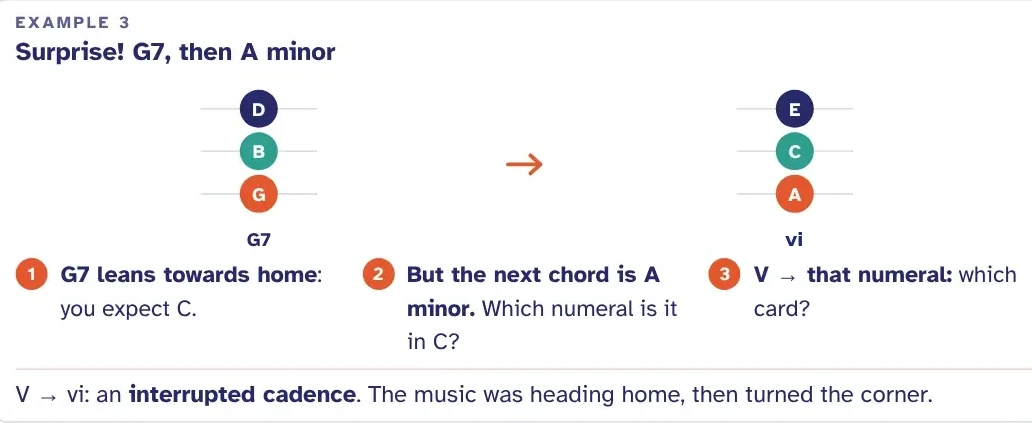 EXAMPLE 3
Surprise! G7, then A minor
D
B
G
G7
→
E
C
A
vi
1 G7 leans towards home:
you expect C.
2 But the next chord is A
minor. Which numeral is it
in C?
3 V → that numeral: which
card?
V → vi: an interrupted cadence. The music was heading home, then turned the corner.